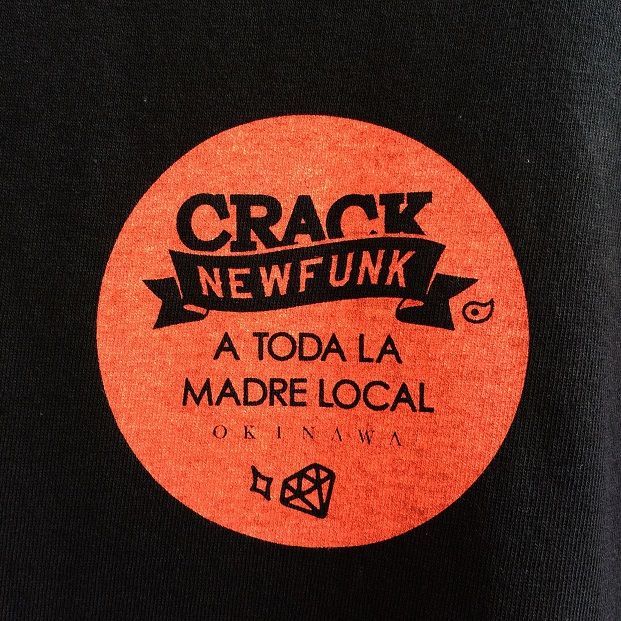 CRACK
NEWFUNK
A TODA LA
MADRE LOCAL
OKINAWA